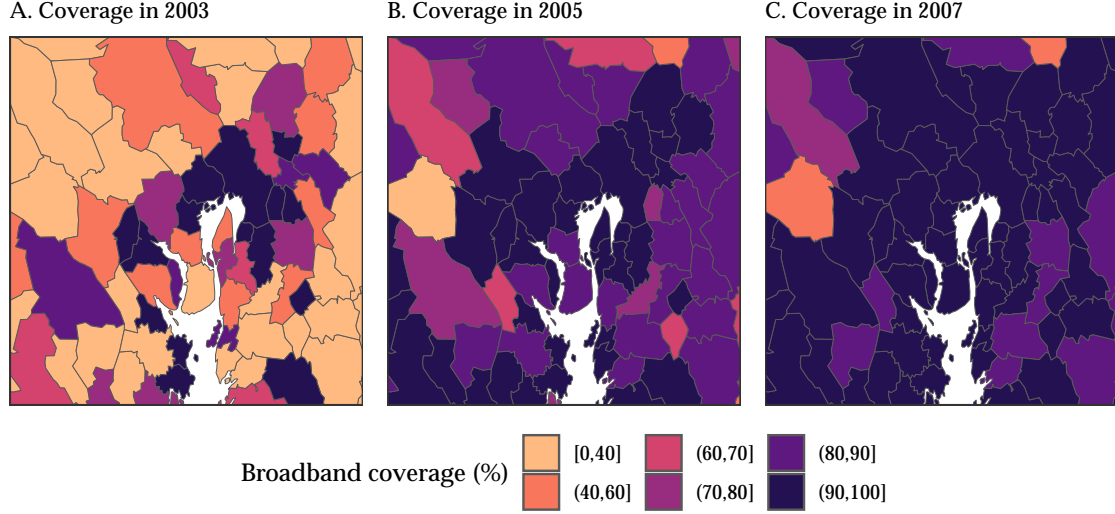 A. Coverage in 2003
B. Coverage in 2005
C. Coverage in 2007
Broadband coverage (%)
[0,40]
(60,70]
(80,90]
(40,60]
(70,80]
(90,100]